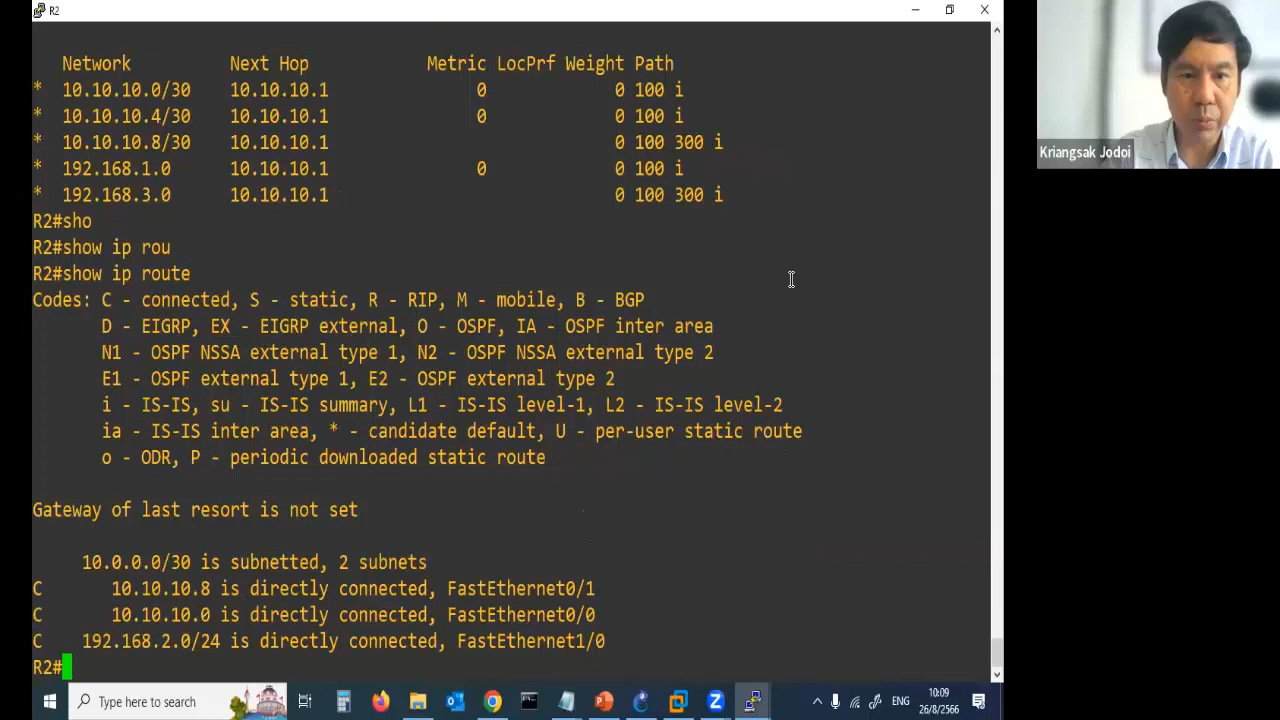 R2
Network Next Hop Metric LocPrf Weight Path
* 10.10.10.0/30 10.10.10.1 0 0 100 i
* 10.10.10.4/30 10.10.10.1 0 0 100 i
* 10.10.10.8/30 10.10.10.1 0 100 300 i
* 192.168.1.0 10.10.10.1 0 0 100 i
* 192.168.3.0 10.10.10.1 0 100 300 i
R2#sho
R2#show ip rou
R2#show ip route
Codes: C - connected, S - static, R - RIP, M - mobile, B - BGP
D - EIGRP, EX - EIGRP external, O - OSPF, IA - OSPF inter area
N1 - OSPF NSSA external type 1, N2 - OSPF NSSA external type 2
E1 - OSPF external type 1, E2 - OSPF external type 2
i - IS-IS, su - IS-IS summary, L1 - IS-IS level-1, L2 - IS-IS level-2
ia - IS-IS inter area, * - candidate default, U - per-user static route
o - ODR, P - periodic downloaded static route
Gateway of last resort is not set
10.0.0.0/30 is subnetted, 2 subnets
C 10.10.10.8 is directly connected, FastEthernet0/1
C 10.10.10.0 is directly connected, FastEthernet0/0
C 192.168.2.0/24 is directly connected, FastEthernet1/0
R2#
Kriangsak Jodoi
Type here to search
ENG
10:09
26/8/2566